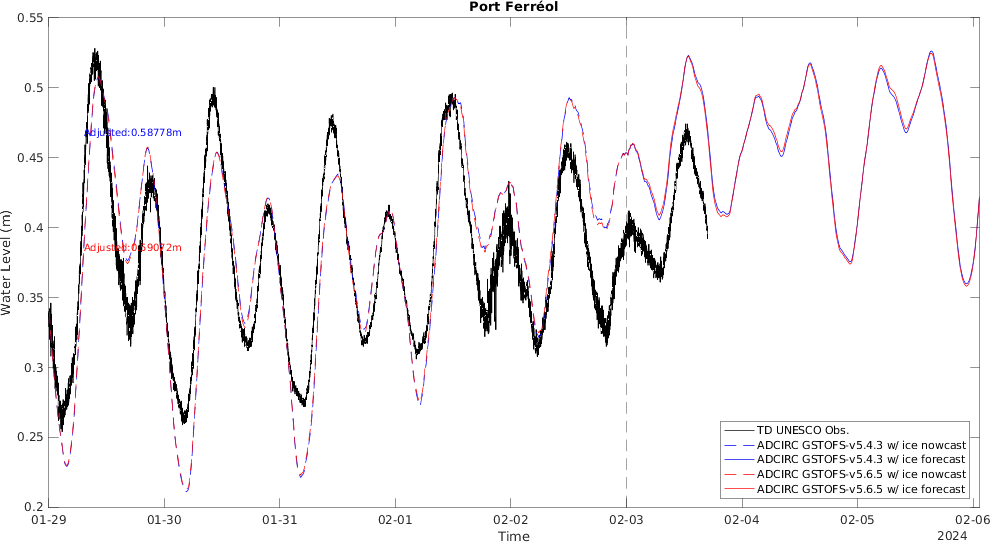 Port Ferréol
0.55
0.5
0.45
0.4
0.35
0.3
0.25
0.2
Water Level (m)
Adjusted:0.58778m
Adjusted:0.59072m
TD UNESCO Obs.
ADCIRC GSTOFS-v5.4.3 w/ ice nowcast
ADCIRC GSTOFS-v5.4.3 w/ ice forecast
ADCIRC GSTOFS-v5.6.5 w/ ice nowcast
ADCIRC GSTOFS-v5.6.5 w/ ice forecast
01-29 01-30 01-31 02-01 02-02 02-03 02-04 02-05 02-06
Time
2024